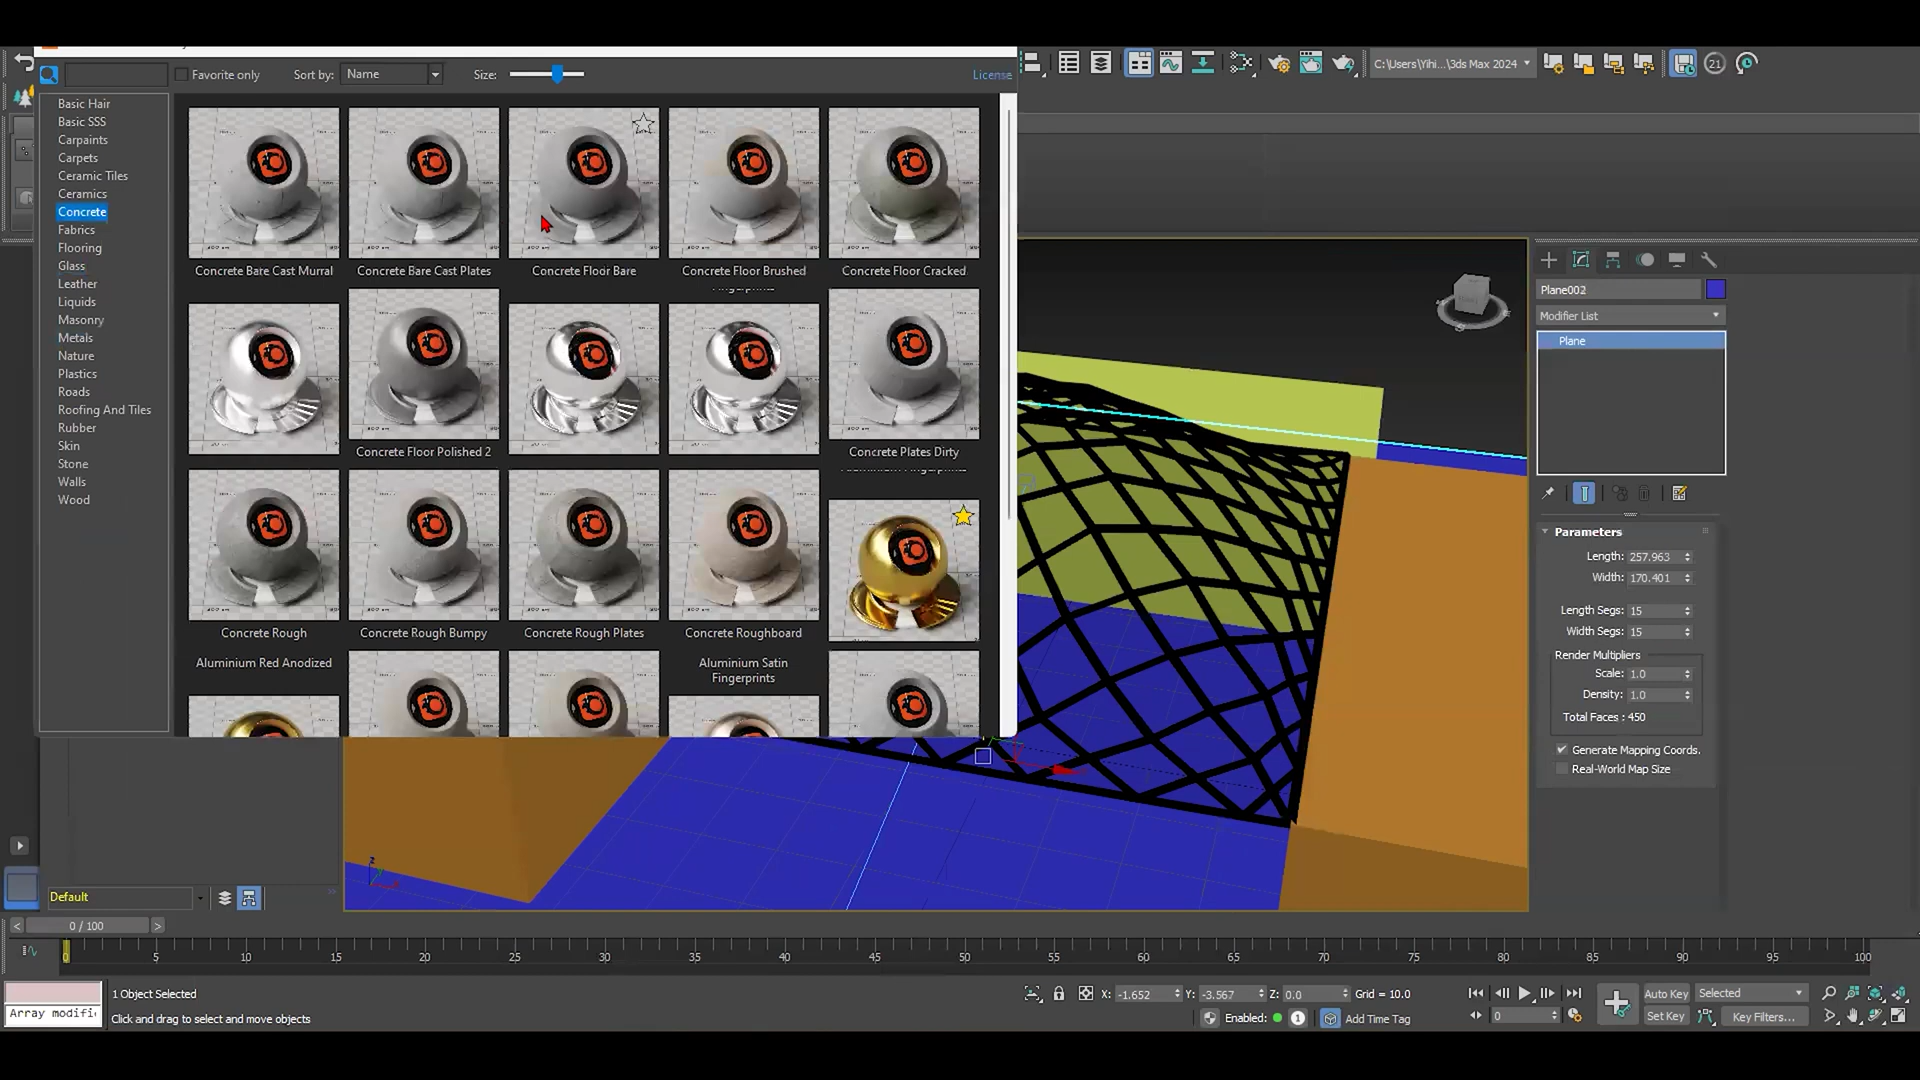 Favorite only
Sort by:
Name
Size:
License
C:\Users\Yihi...\3ds Max 2024
21
Basic Hair
Basic SSS
Carpaints
Carpets
Ceramic Tiles
Ceramics
Concrete
Fabrics
Flooring
Glass
Leather
Liquids
Masonry
Metals
Nature
Plastics
Roads
Roofing And Tiles
Rubber
Skin
Stone
Walls
Wood
Concrete Bare Cast Murral
Concrete Bare Cast Plates
Concrete Floor Bare
Concrete Floor Brushed
Concrete Floor Cracked
Concrete Floor Polished 2
Concrete Plates Dirty
Concrete Rough
Concrete Rough Bumpy
Concrete Rough Plates
Concrete Roughboard
Aluminium Red Anodized
Aluminium Satin
Fingerprints
Plane002
Modifier List
Plane
Parameters
Length: 257.963
Width: 170.401
Length Segs: 15
Width Segs: 15
Render Multipliers
Scale: 1.0
Density: 1.0
Total Faces : 450
Generate Mapping Coords.
Real-World Map Size
Default
0 / 100
0 5 10 15 20 25 30 35 40 45 50 55 60 65 70 75 80 85 90 95 100
1 Object Selected
X: -1.652 Y: -3.567 Z: 0.0 Grid = 10.0
Auto Key
Selected
Array modifi
Click and drag to select and move objects
Enabled:
1
Add Time Tag
0
Set Key
Key Filters...